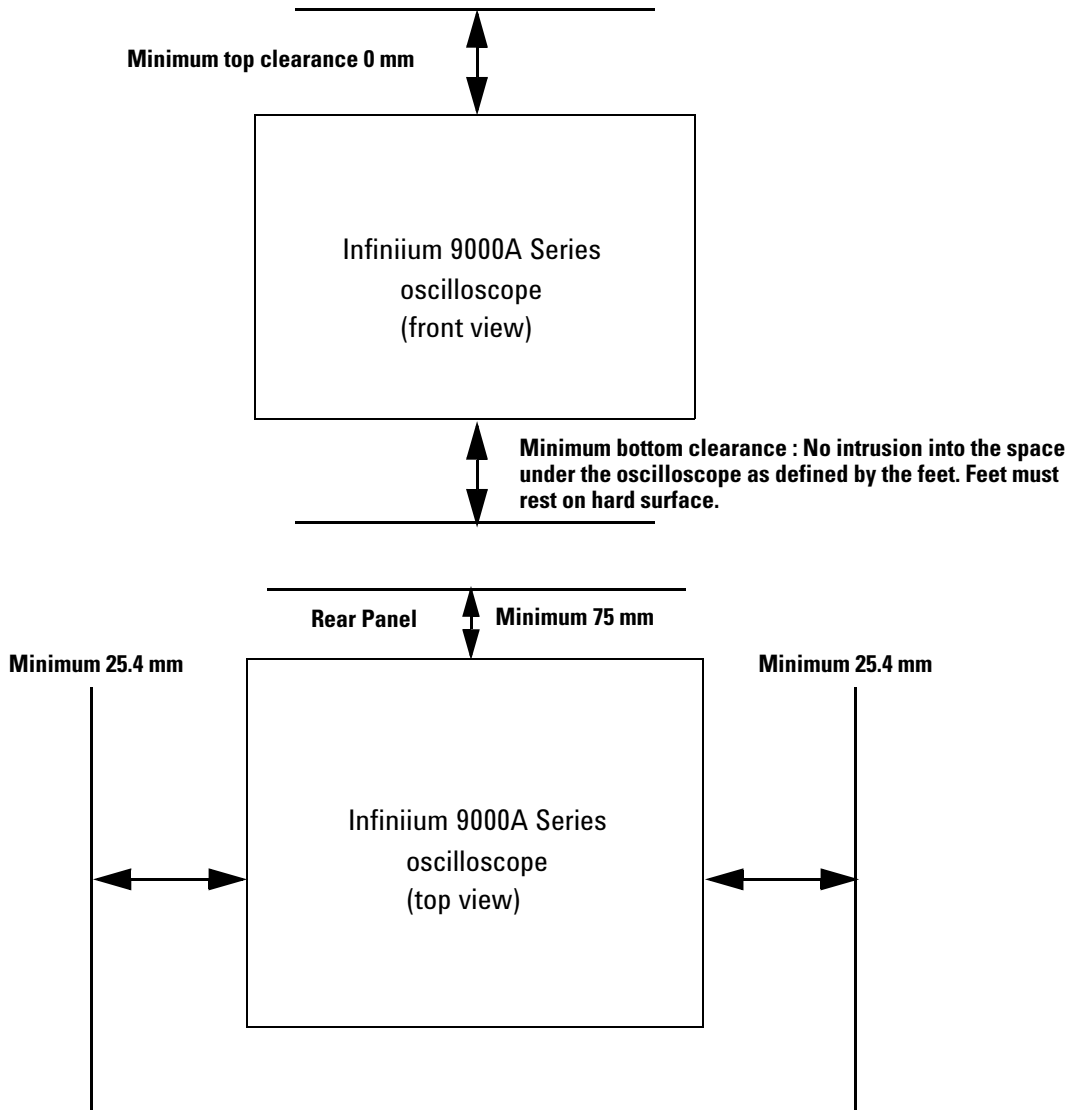 Minimum top clearance 0 mm
Infiniium 9000A Series
oscilloscope
(front view)
Minimum bottom clearance : No intrusion into the space
under the oscilloscope as defined by the feet. Feet must
rest on hard surface.
Rear Panel
Minimum 75 mm
Minimum 25.4 mm
Minimum 25.4 mm
Infiniium 9000A Series
oscilloscope
(top view)